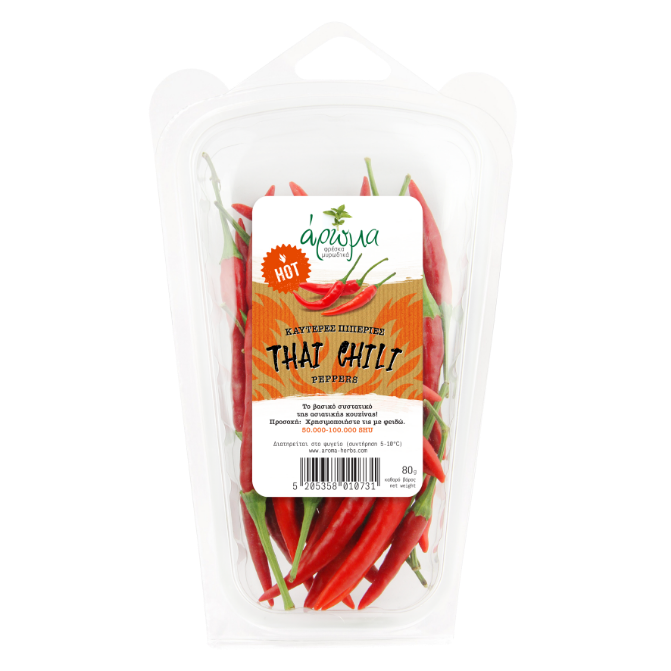 άρωμα
φρέσκα
μυρωδικά
HOT
ΚΑΥΤΕΡΕΣ ΠΙΠΕΡΙΕΣ
THAI CHILI
PEPPERS
Το βασικό συστατικό
της ασιατικής κουζίνας!
Προσοχή: Χρησιμοποιήστε τις με φειδώ.
50.000-100.000 SHU
Διατηρείται στο ψυγείο (συντήρηση 5-10°C)
www.aroma-herbs.com
80g
καθαρό βάρος
net weight
5 205358 010731